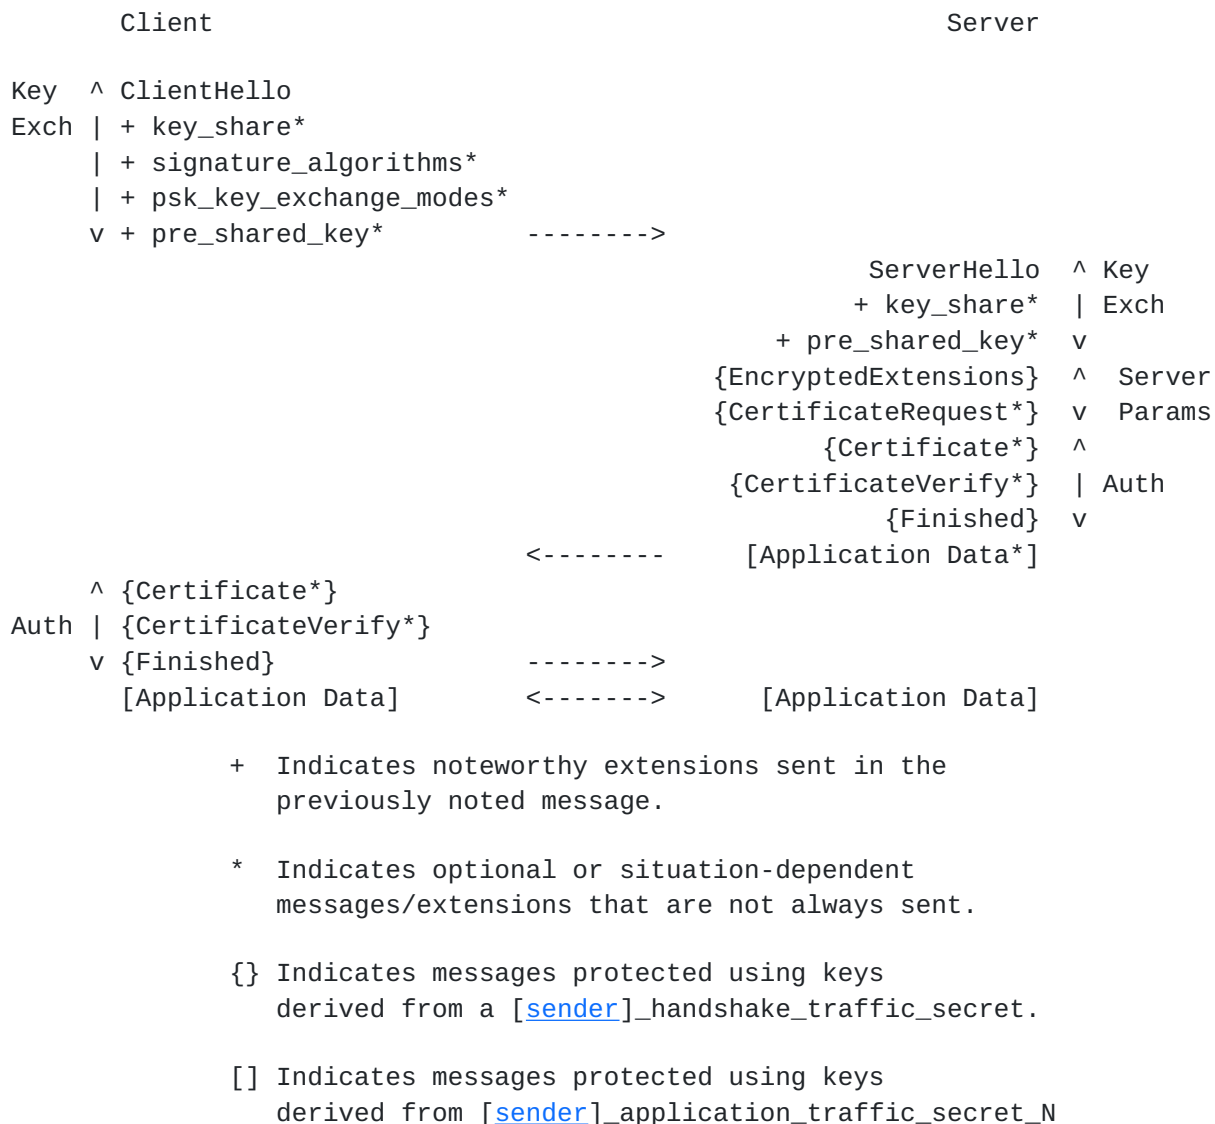 Client                                               Server

Key  ^ ClientHello
Exch | + key_share*
     | + signature_algorithms*
     | + psk_key_exchange_modes*
     v + pre_shared_key*         -------->
                                                       ServerHello  ^ Key
                                                      + key_share*  | Exch
                                                 + pre_shared_key*  v
                                             {EncryptedExtensions}  ^  Server
                                             {CertificateRequest*}  v  Params
                                                    {Certificate*}  ^
                                              {CertificateVerify*}  | Auth
                                                        {Finished}  v
                                 <--------     [Application Data*]
     ^ {Certificate*}
Auth | {CertificateVerify*}
     v {Finished}                -------->
       [Application Data]        <------->      [Application Data]

              +  Indicates noteworthy extensions sent in the
                 previously noted message.

              *  Indicates optional or situation-dependent
                 messages/extensions that are not always sent.

              {} Indicates messages protected using keys
                 derived from a [sender]_handshake_traffic_secret.

              [] Indicates messages protected using keys
                 derived from [sender]_application_traffic_secret_N